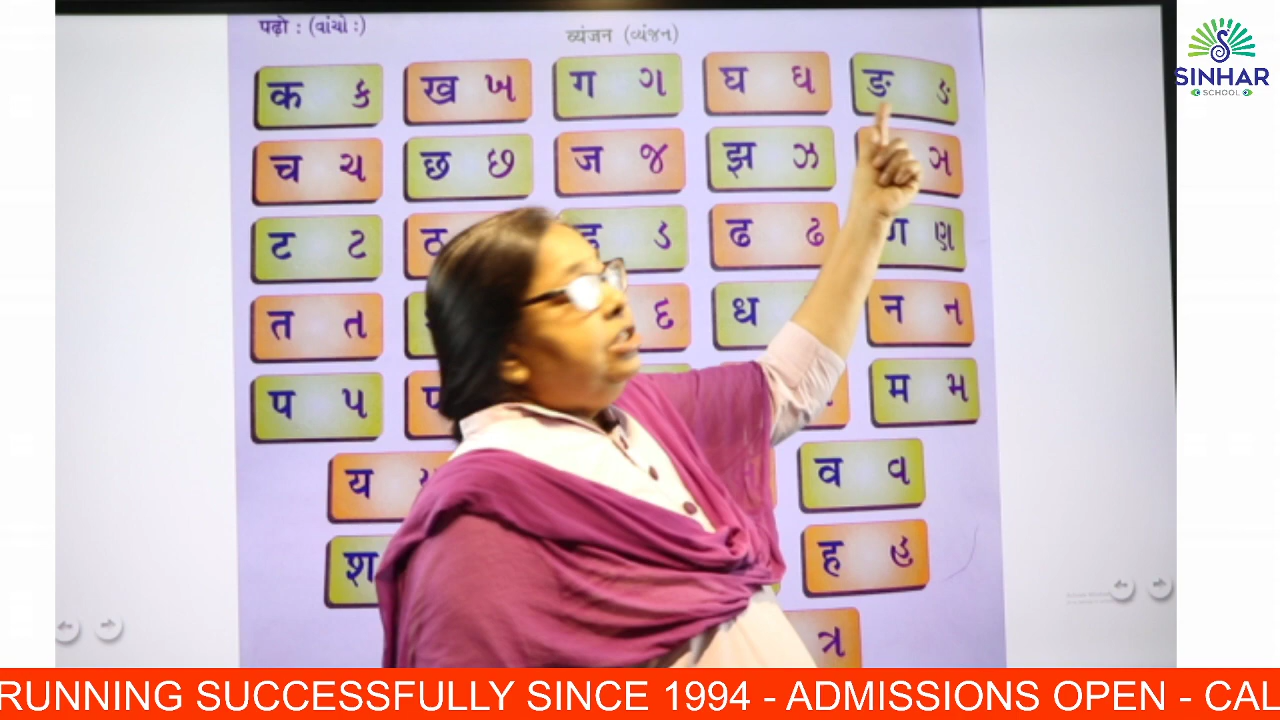 पढ़ो : (વાંચો :)
व्यंजन (વ્યંજન)
SINHAR
SCHOOL
क ક ख ખ ग ગ घ ઘ ङ ઙ
च ચ छ છ ज જ झ ઝ ઞ
ट ટ ठ ડ ढ ઢ ण ણ
त ત દ ध न ન
प પ म મ
य व વ
श ह હ
ત્ર
RUNNING SUCCESSFULLY SINCE 1994 - ADMISSIONS OPEN - CAL